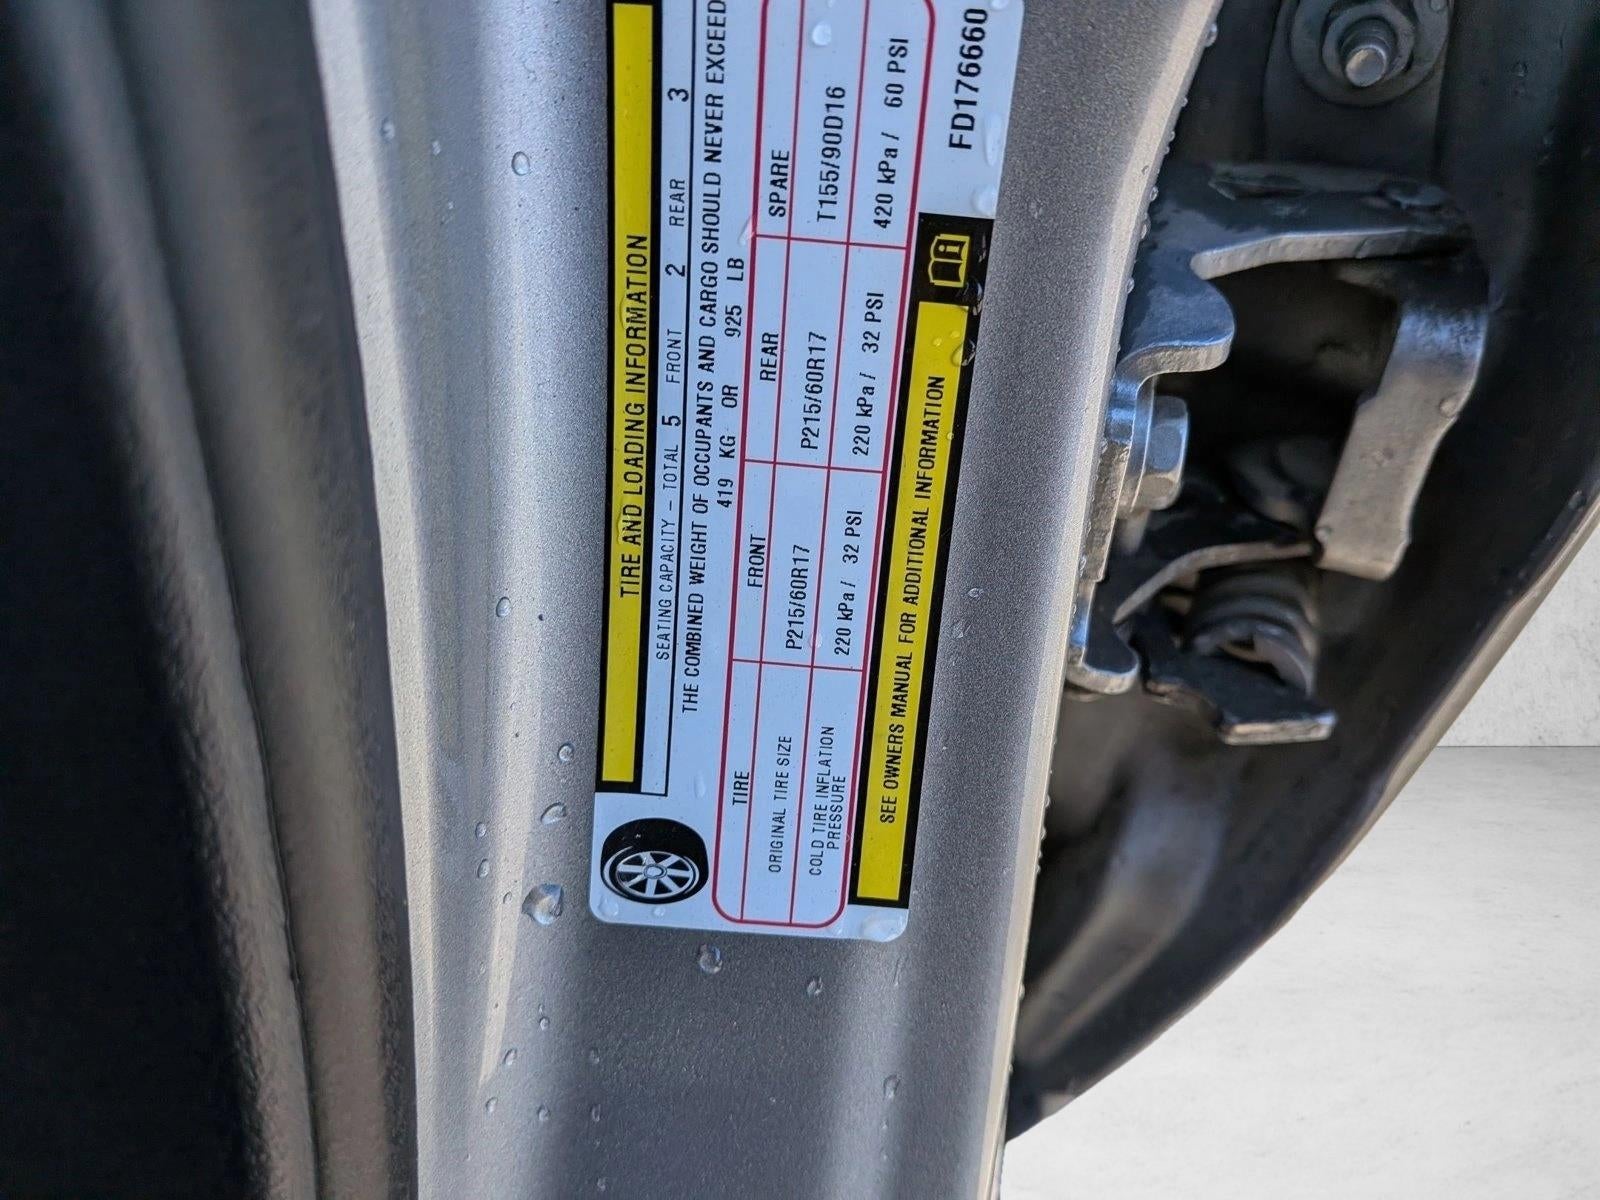 TIRE AND LOADING INFORMATION
SEATING CAPACITY – TOTAL 5 FRONT 2 REAR 3
THE COMBINED WEIGHT OF OCCUPANTS AND CARGO SHOULD NEVER EXCEED
419 KG OR 925 LB
TIRE FRONT REAR SPARE
ORIGINAL TIRE SIZE P215/60R17 P215/60R17 T155/90D16
COLD TIRE INFLATION
PRESSURE 220 kPa / 32 PSI 220 kPa / 32 PSI 420 kPa / 60 PSI
SEE OWNERS MANUAL FOR ADDITIONAL INFORMATION
FD176660